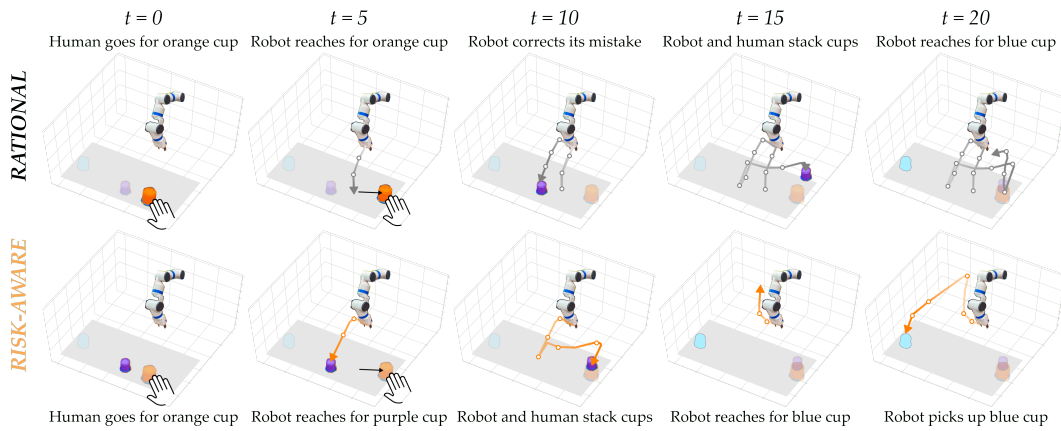 t = 0
t = 5
t = 10
t = 15
t = 20
Human goes for orange cup
Robot reaches for orange cup
Robot corrects its mistake
Robot and human stack cups
Robot reaches for blue cup
RATIONAL
RISK-AWARE
Human goes for orange cup
Robot reaches for purple cup
Robot and human stack cups
Robot reaches for blue cup
Robot picks up blue cup